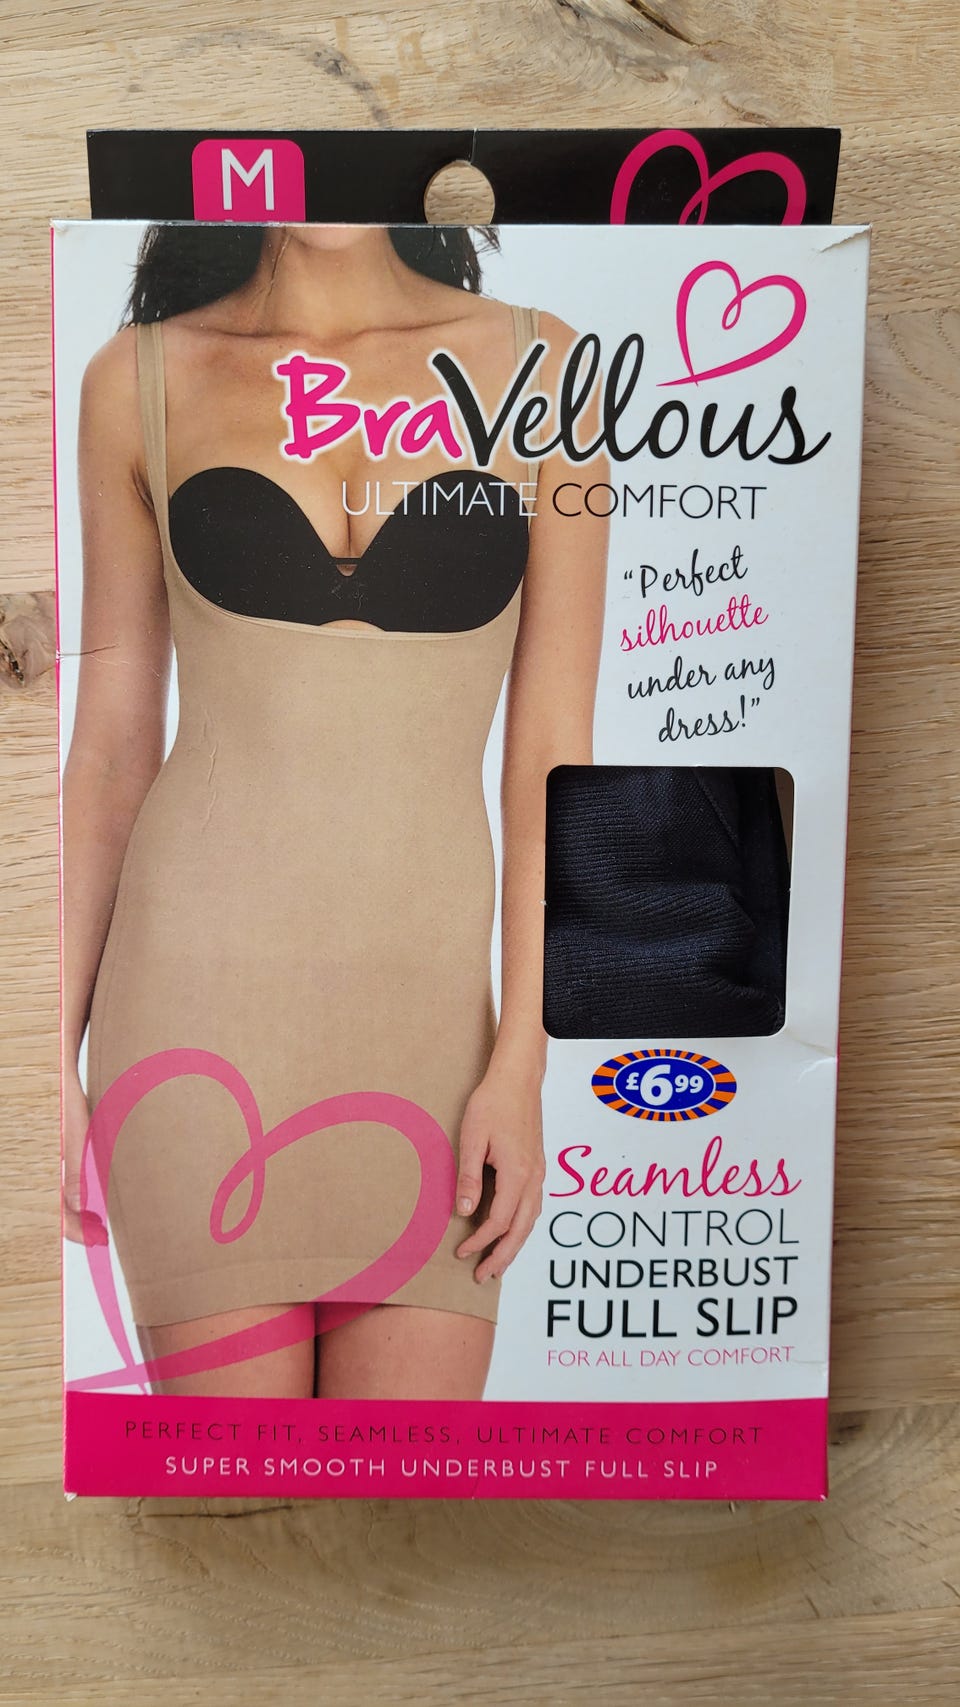 M
BraVellous
ULTIMATE COMFORT
"Perfect
silhouette
under any
dress!"
£6.99
Seamless
CONTROL
UNDERBUST
FULL SLIP
FOR ALL DAY COMFORT
PERFECT FIT, SEAMLESS, ULTIMATE COMFORT
SUPER SMOOTH UNDERBUST FULL SLIP